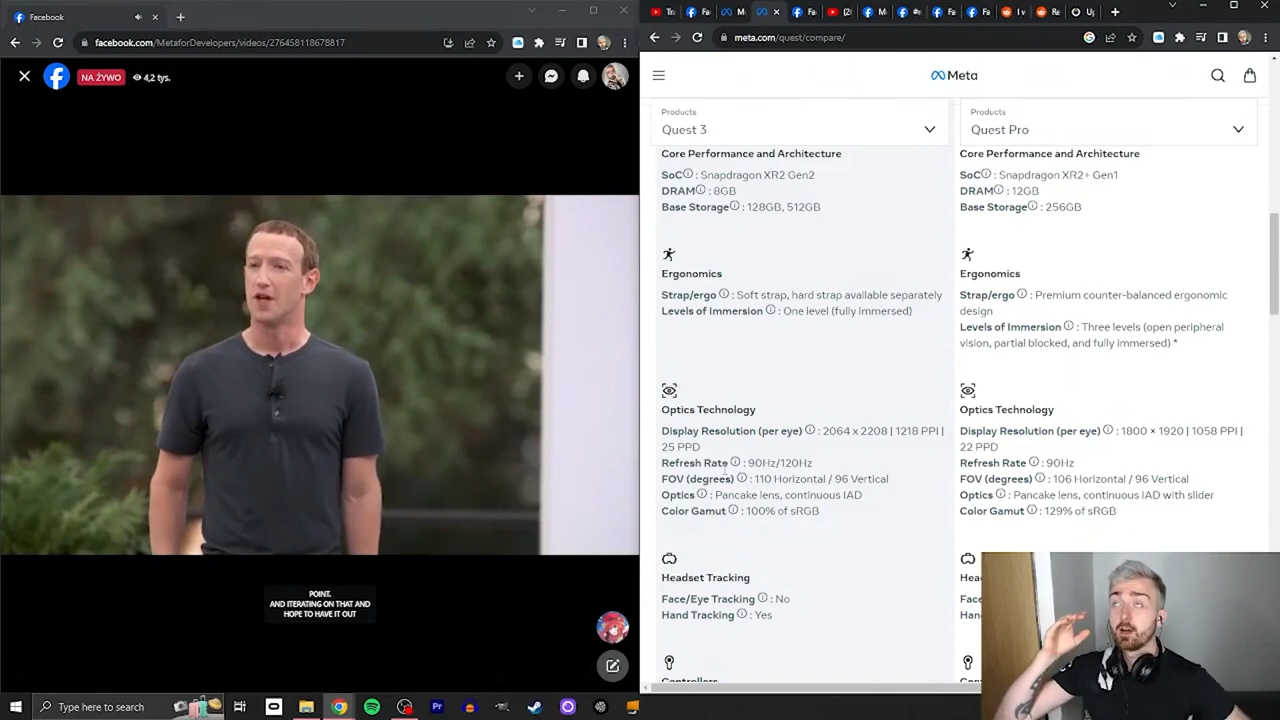 Facebook
facebook.com/MetaforDevelopers/videos/276458118678817
NA ŻYWO
4,2 tys.
POINT.
AND ITERATING ON THAT AND
HOPE TO HAVE IT OUT
Type here to search
meta.com/quest/compare/
Meta
Products
Quest 3
Products
Quest Pro
Core Performance and Architecture
SoC : Snapdragon XR2 Gen2
DRAM : 8GB
Base Storage : 128GB, 512GB
Core Performance and Architecture
SoC : Snapdragon XR2+ Gen1
DRAM : 12GB
Base Storage : 256GB
Ergonomics
Strap/ergo : Soft strap, hard strap available separately
Levels of Immersion : One level (fully immersed)
Ergonomics
Strap/ergo : Premium counter-balanced ergonomic
design
Levels of Immersion : Three levels (open peripheral
vision, partial blocked, and fully immersed) *
Optics Technology
Display Resolution (per eye) : 2064 x 2208 | 1218 PPI |
25 PPD
Refresh Rate : 90Hz/120Hz
FOV (degrees) : 110 Horizontal / 96 Vertical
Optics : Pancake lens, continuous IAD
Color Gamut : 100% of sRGB
Optics Technology
Display Resolution (per eye) : 1800 × 1920 | 1058 PPI |
22 PPD
Refresh Rate : 90Hz
FOV (degrees) : 106 Horizontal / 96 Vertical
Optics : Pancake lens, continuous IAD with slider
Color Gamut : 129% of sRGB
Headset Tracking
Face/Eye Tracking : No
Hand Tracking : Yes